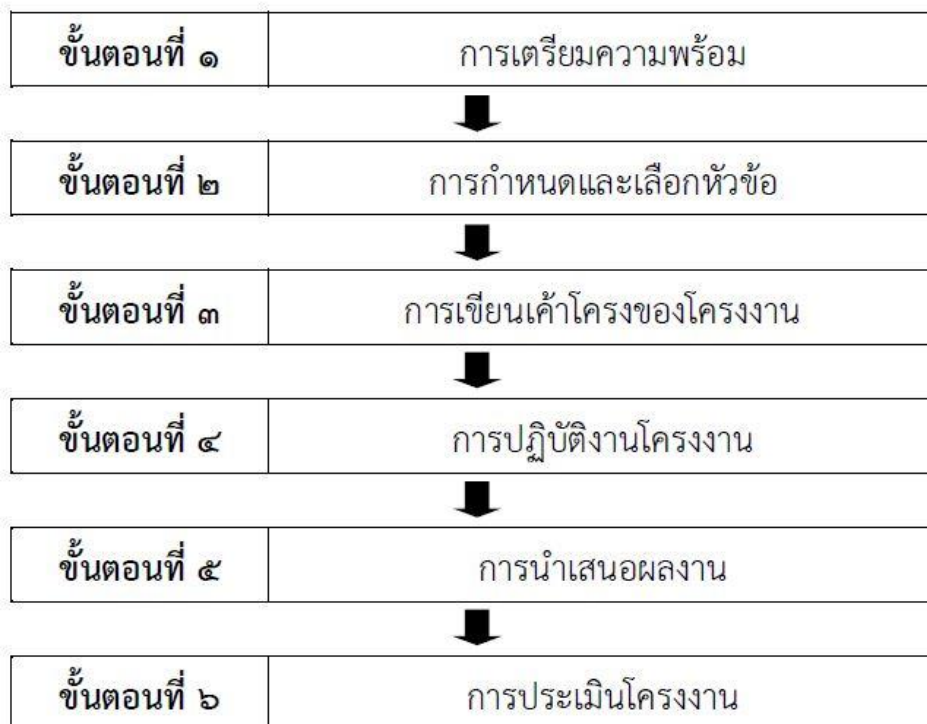 ขั้นตอนที่ ๑ การเตรียมความพร้อม
ขั้นตอนที่ ๒ การกำหนดและเลือกหัวข้อ
ขั้นตอนที่ ๓ การเขียนเค้าโครงของโครงงาน
ขั้นตอนที่ ๔ การปฏิบัติงานโครงงาน
ขั้นตอนที่ ๕ การนำเสนอผลงาน
ขั้นตอนที่ ๖ การประเมินโครงงาน